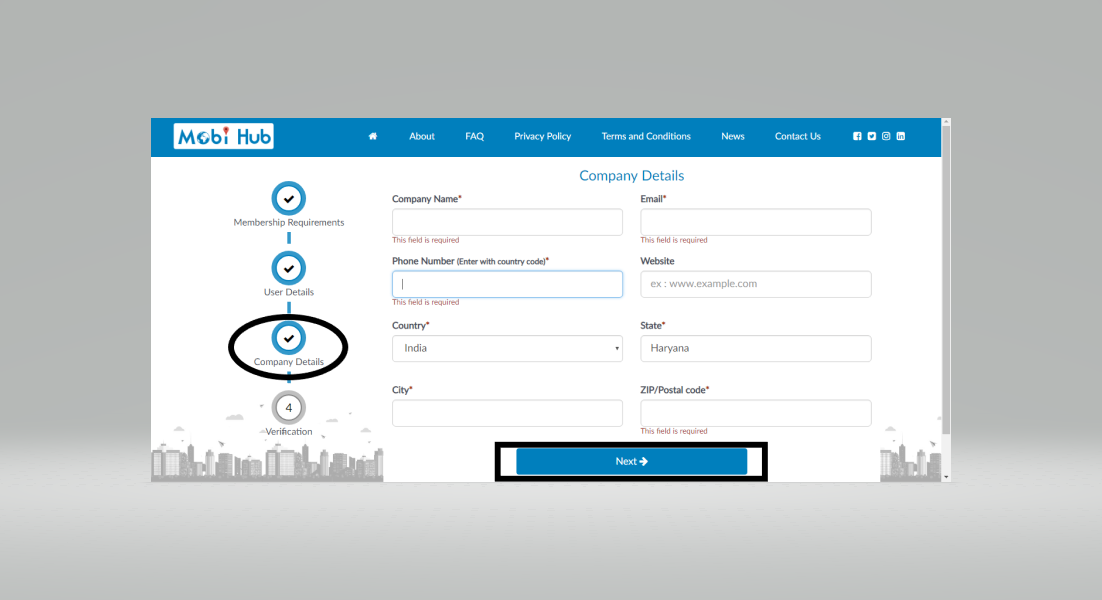 Mobi Hub
About FAQ Privacy Policy Terms and Conditions News Contact Us
Company Details
Membership Requirements
User Details
Company Details
4
Verification
Company Name* Email*
This field is required This field is required
Phone Number (Enter with country code)* Website
ex : www.example.com
This field is required
Country* State*
India Haryana
City* ZIP/Postal code*
This field is required
Next